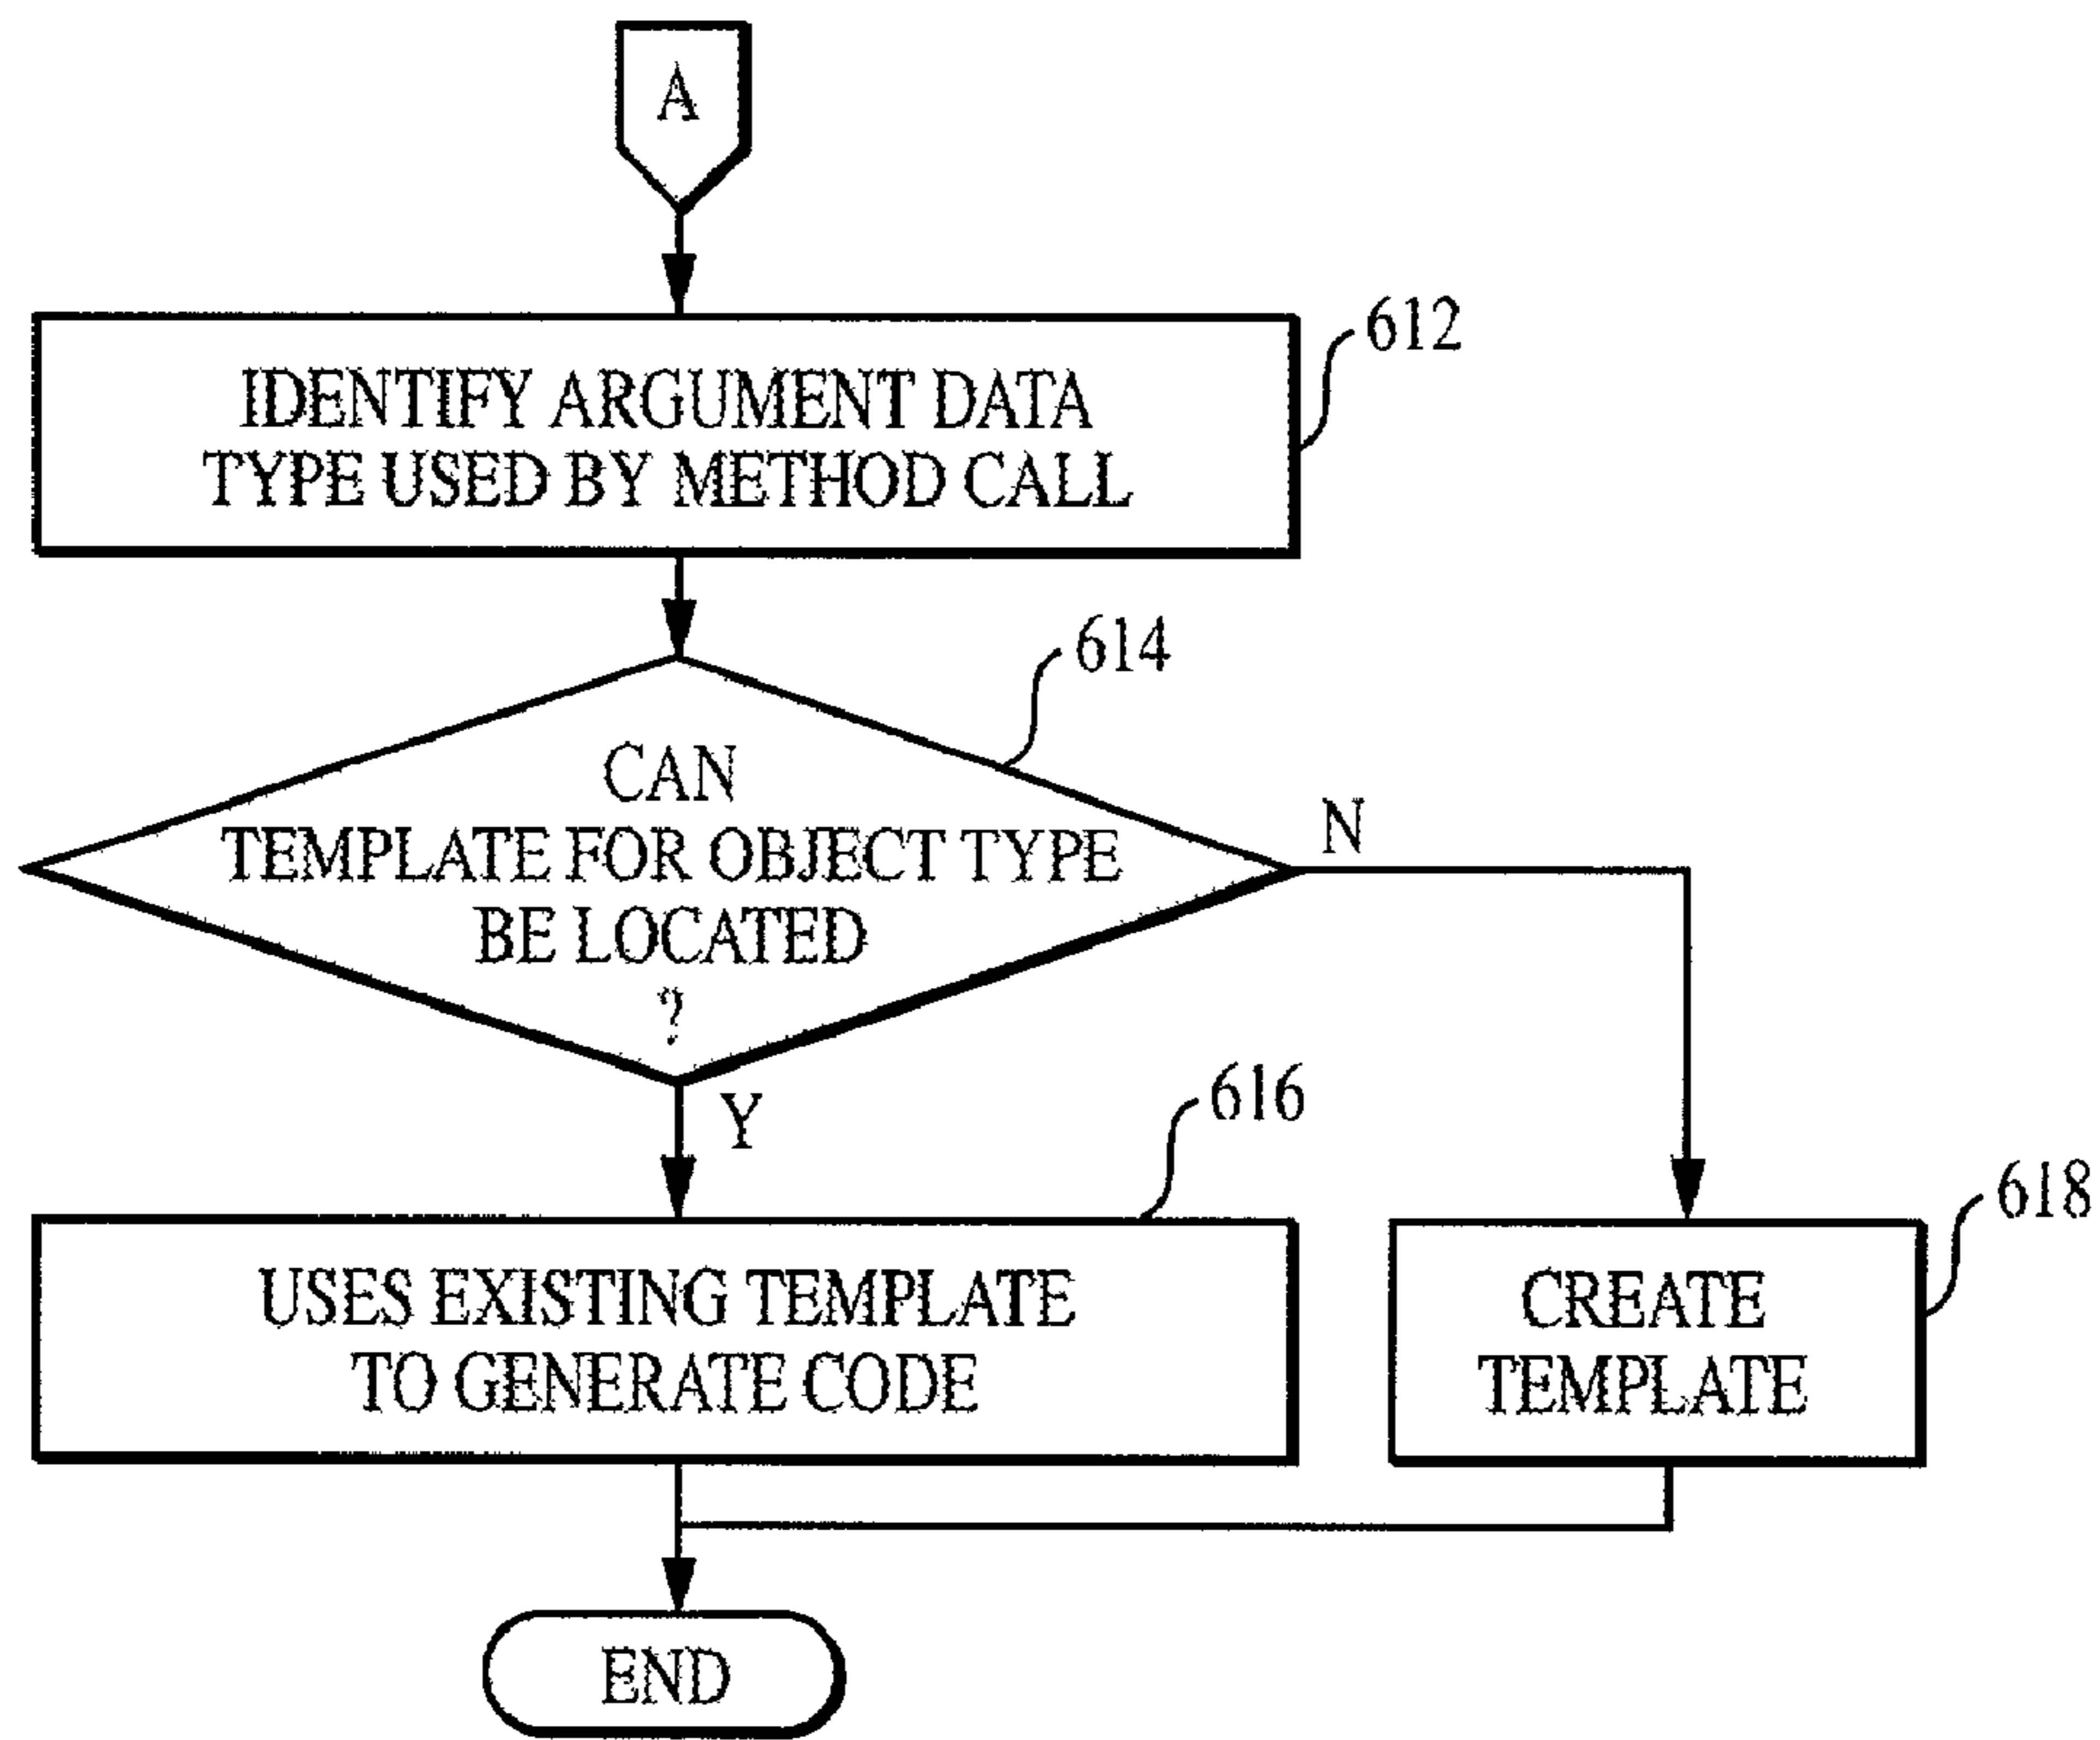 A
612
IDENTIFY ARGUMENT DATA
TYPE USED BY METHOD CALL
614
CAN
TEMPLATE FOR OBJECT TYPE
BE LOCATED
?
N
Y
616
618
USES EXISTING TEMPLATE
TO GENERATE CODE
CREATE
TEMPLATE
END